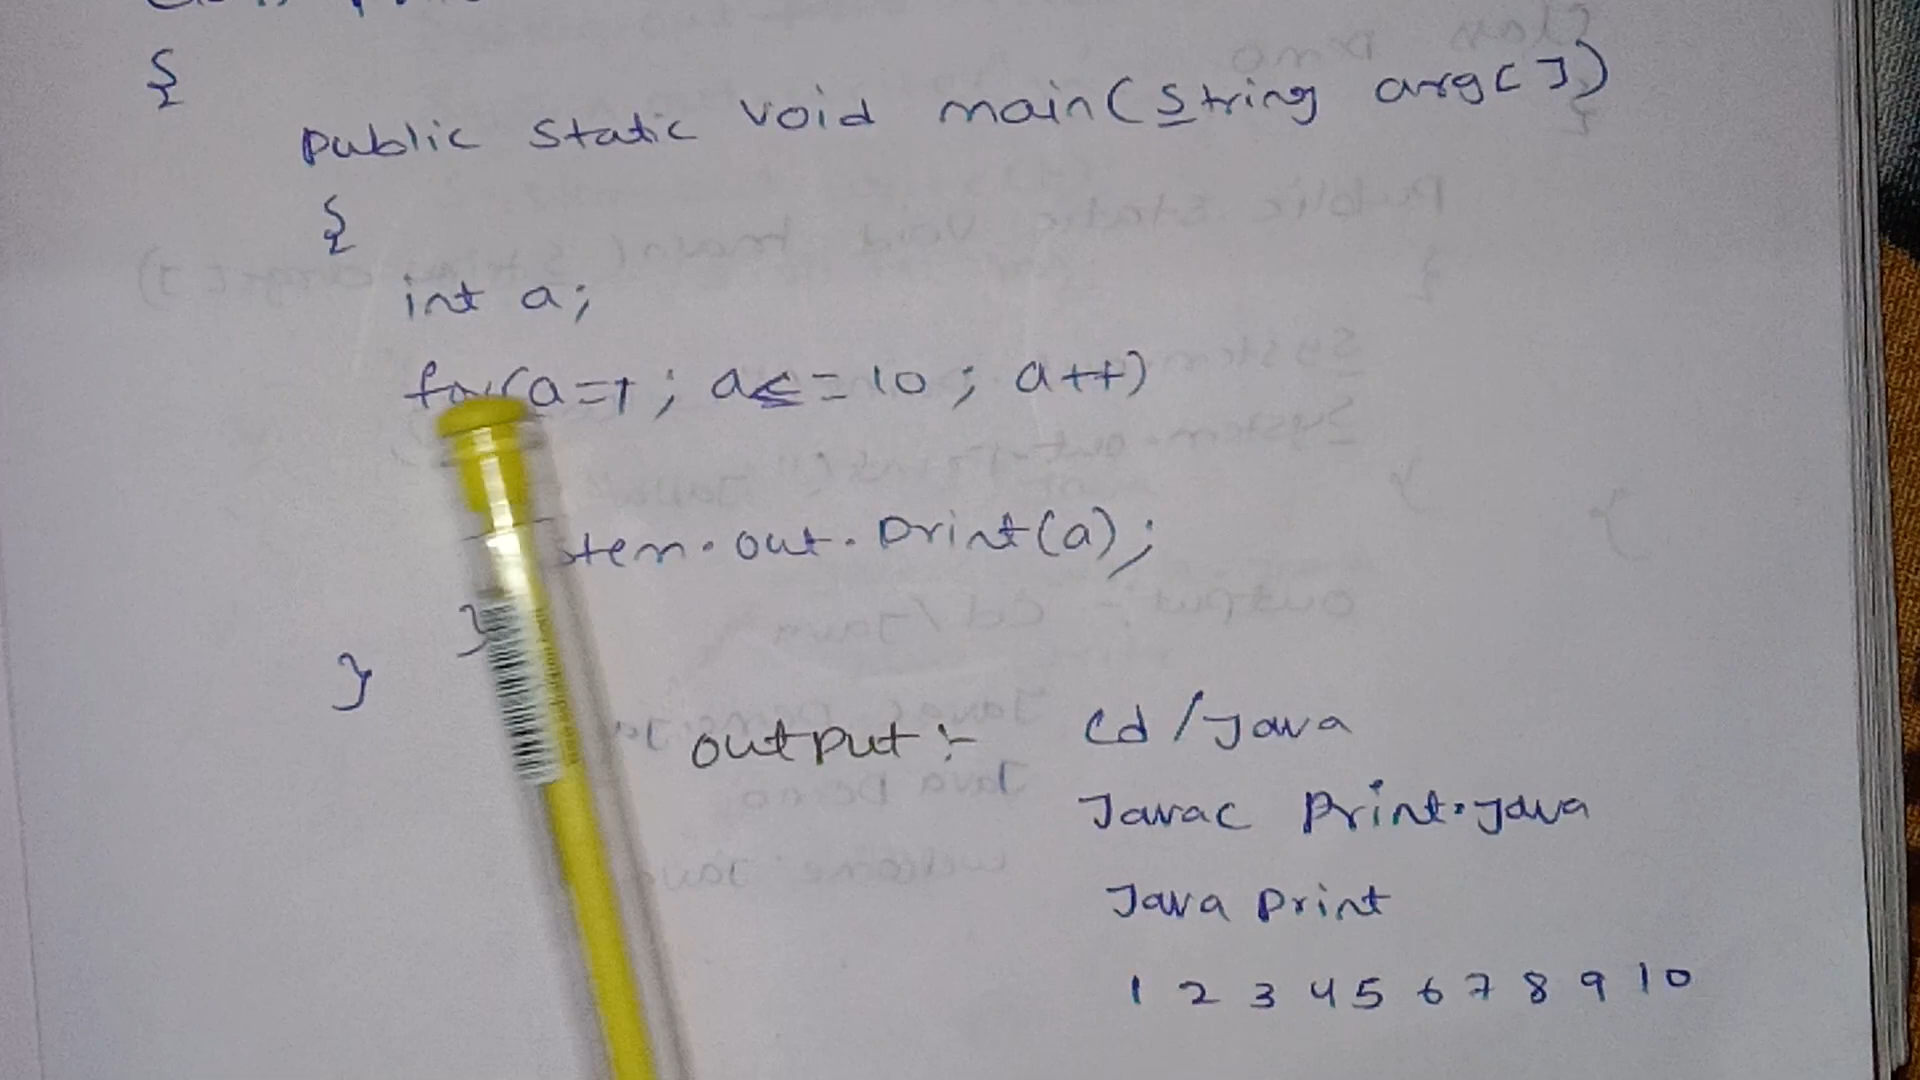 {
public static void main(String arg[])
{
int a;
for(a=1; a<=10; a++)
stem.out.print(a);
}
}
output:- cd/java
Javac Print.java
Java Print
1 2 3 4 5 6 7 8 9 10